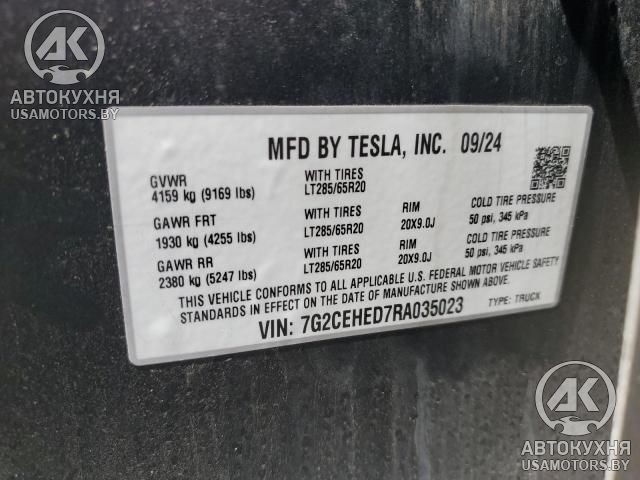 AK
АВТОКУХНЯ
USAMOTORS.BY
MFD BY TESLA, INC. 09/24
GVWR
4159 kg (9169 lbs)
WITH TIRES
LT285/65R20
GAWR FRT
1930 kg (4255 lbs)
WITH TIRES
LT285/65R20
RIM
20X9.0J
COLD TIRE PRESSURE
50 psi, 345 kPa
GAWR RR
2380 kg (5247 lbs)
WITH TIRES
LT285/65R20
RIM
20X9.0J
COLD TIRE PRESSURE
50 psi, 345 kPa
THIS VEHICLE CONFORMS TO ALL APPLICABLE U.S. FEDERAL MOTOR VEHICLE SAFETY
STANDARDS IN EFFECT ON THE DATE OF MANUFACTURE SHOWN ABOVE.
VIN: 7G2CEHED7RA035023 TYPE: TRUCK
AK
АВТОКУХНЯ
USAMOTORS.BY